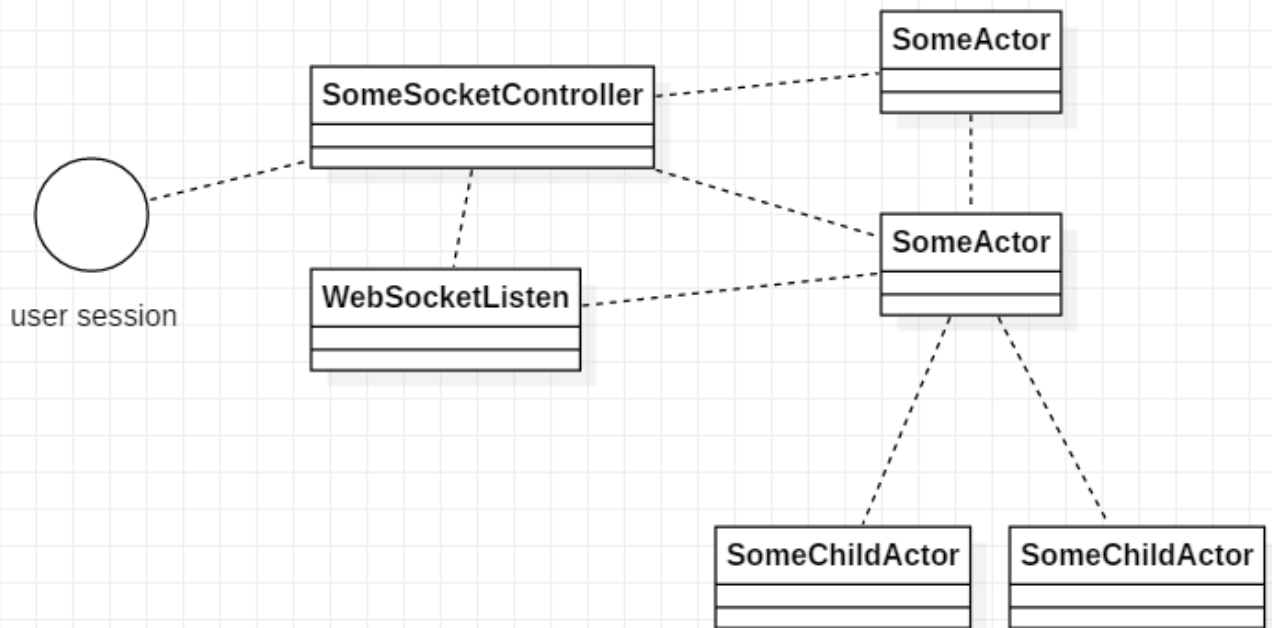 SomeActor
SomeSocketController
SomeActor
WebSocketListen
user session
SomeChildActor
SomeChildActor